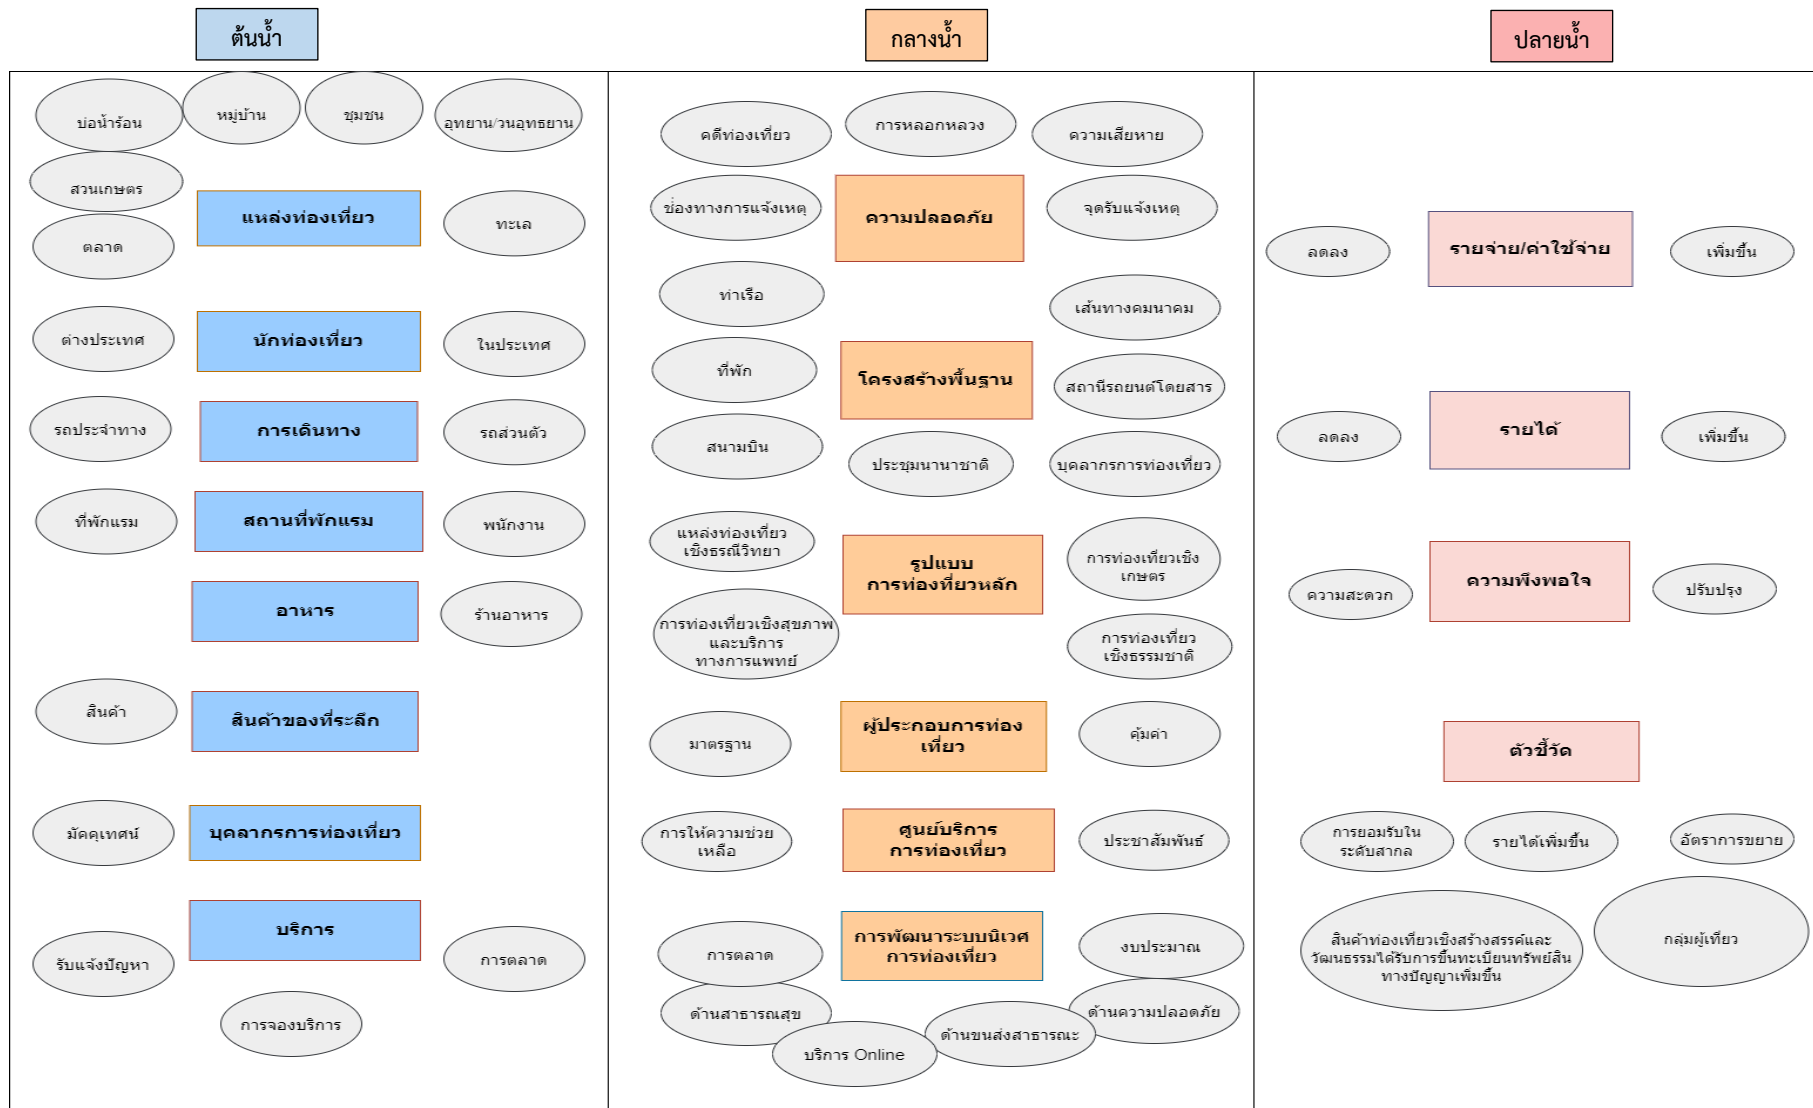 ต้นน้ำ
กลางน้ำ
ปลายน้ำ
บ่อน้ำร้อน
หมู่บ้าน
ชุมชน
อุทยาน/วนอุทธยาน
สวนเกษตร
แหล่งท่องเที่ยว
ทะเล
ตลาด
ต่างประเทศ
นักท่องเที่ยว
ในประเทศ
รถประจำทาง
การเดินทาง
รถส่วนตัว
ที่พักแรม
สถานที่พักแรม
พนักงาน
อาหาร
ร้านอาหาร
สินค้า
สินค้าของที่ระลึก
มัคคุเทศน์
บุคลากรการท่องเที่ยว
บริการ
รับแจ้งปัญหา
การตลาด
การจองบริการ
คดีท่องเที่ยว
การหลอกหลวง
ความเสียหาย
ช่องทางการแจ้งเหตุ
ความปลอดภัย
จุดรับแจ้งเหตุ
ท่าเรือ
เส้นทางคมนาคม
ที่พัก
โครงสร้างพื้นฐาน
สถานีรถยนต์โดยสาร
สนามบิน
ประชุมนานาชาติ
บุคลากรการท่องเที่ยว
แหล่งท่องเที่ยว
เชิงธรณีวิทยา
รูปแบบ
การท่องที่ยวหลัก
การท่องเที่ยวเชิง
เกษตร
การท่องเที่ยวเชิงสุขภาพ
และบริการ
ทางการแพทย์
การท่องเที่ยว
เชิงธรรมชาติ
มาตรฐาน
ผู้ประกอบการท่อง
เที่ยว
คุ้มค่า
การให้ความช่วย
เหลือ
ศูนย์บริการ
การท่องเที่ยว
ประชาสัมพันธ์
การตลาด
การพัฒนาระบบนิเวศ
การท่องเที่ยว
งบประมาณ
ด้านสาธารณสุข
บริการ Online
ด้านขนส่งสาธารณะ
ด้านความปลอดภัย
ลดลง
รายจ่าย/ค่าใช้จ่าย
เพิ่มขึ้น
ลดลง
รายได้
เพิ่มขึ้น
ความสะดวก
ความพึงพอใจ
ปรับปรุง
ตัวชี้วัด
การยอมรับใน
ระดับสากล
รายได้เพิ่มขึ้น
อัตราการขยาย
สินค้าท่องเที่ยวเชิงสร้างสรรค์และ
วัฒนธรรมได้รับการขึ้นทะเบียนทรัพย์สิน
ทางปัญญาเพิ่มขึ้น
กลุ่มผู้เที่ยว